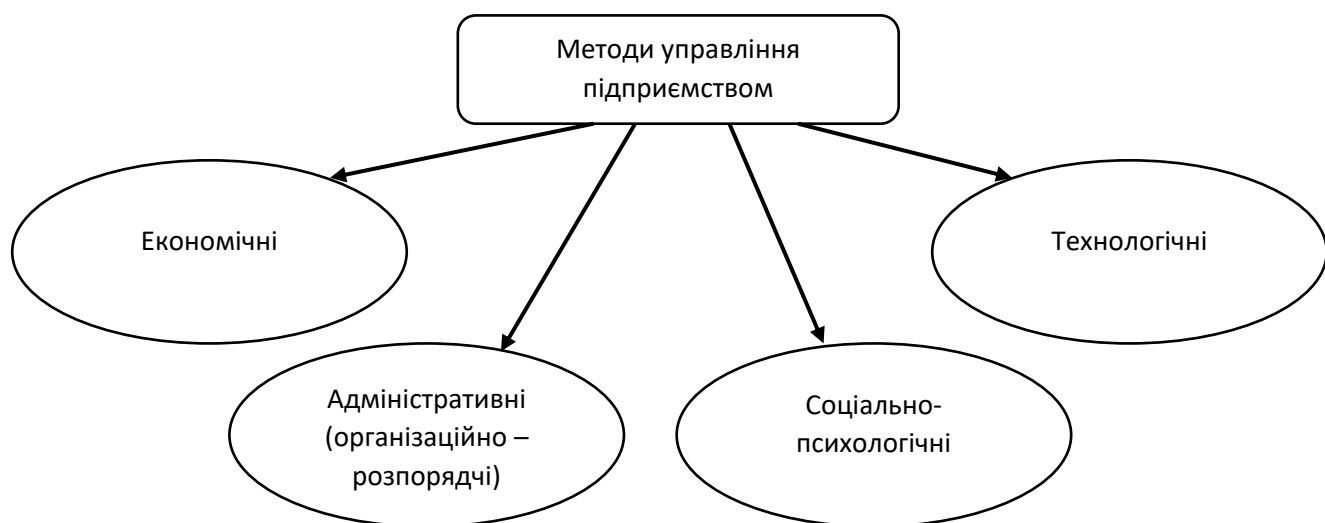 Методи управління
підприємством
Економічні
Технологічні
Адміністративні
(організаційно –
розпорядчі)
Соціально-
психологічні